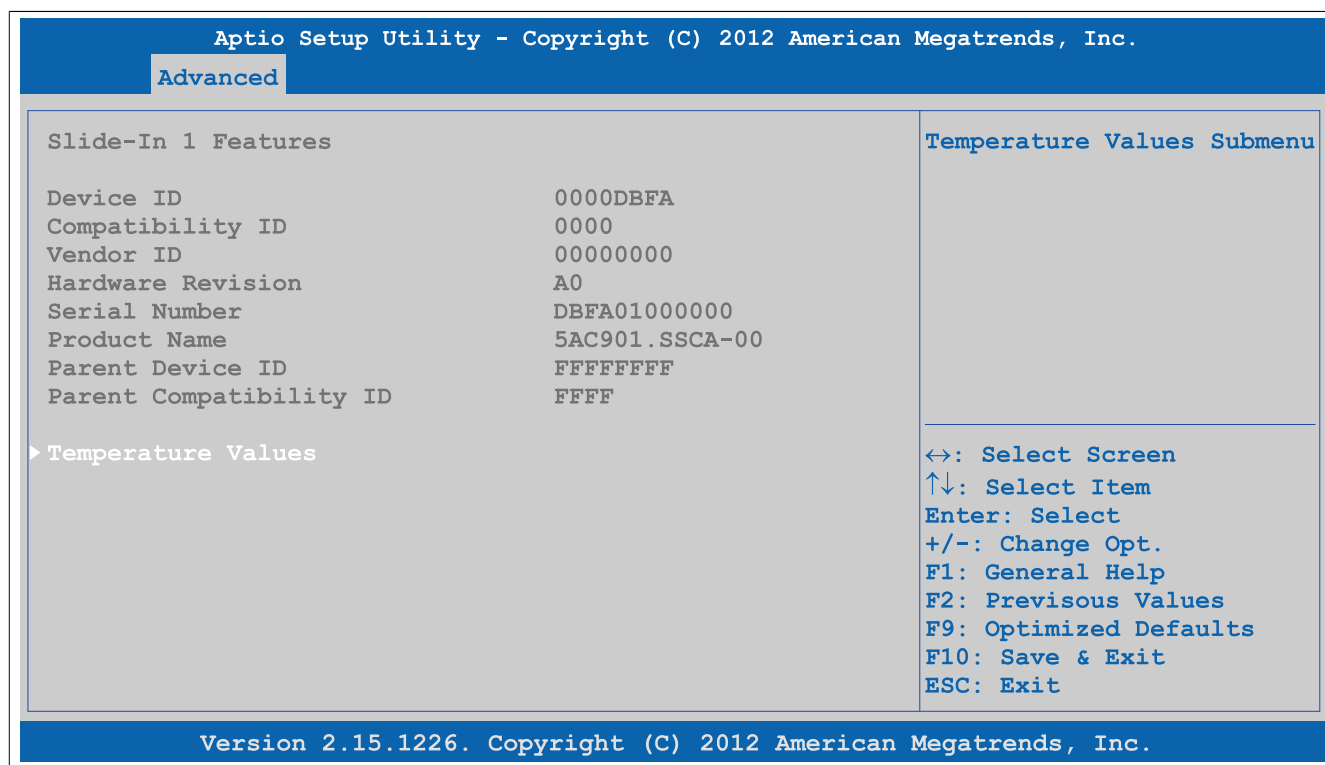 Aptio Setup Utility - Copyright (C) 2012 American Megatrends, Inc.
Advanced
Slide-In 1 Features
Device ID 0000DBFA
Compatibility ID 0000
Vendor ID 00000000
Hardware Revision A0
Serial Number DBFA01000000
Product Name 5AC901.SSCA-00
Parent Device ID FFFFFFFF
Parent Compatibility ID FFFF
Temperature Values
Temperature Values Submenu
↔: Select Screen
↑↓: Select Item
Enter: Select
+/-: Change Opt.
F1: General Help
F2: Previsous Values
F9: Optimized Defaults
F10: Save & Exit
ESC: Exit
Version 2.15.1226. Copyright (C) 2012 American Megatrends, Inc.